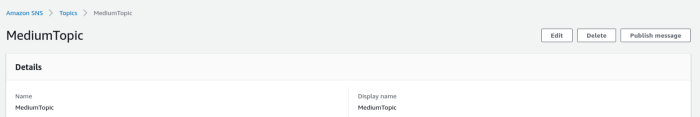 Amazon SNS > Topics > MediumTopic
MediumTopic Edit Delete Publish message
Details
Name Display name
MediumTopic MediumTopic